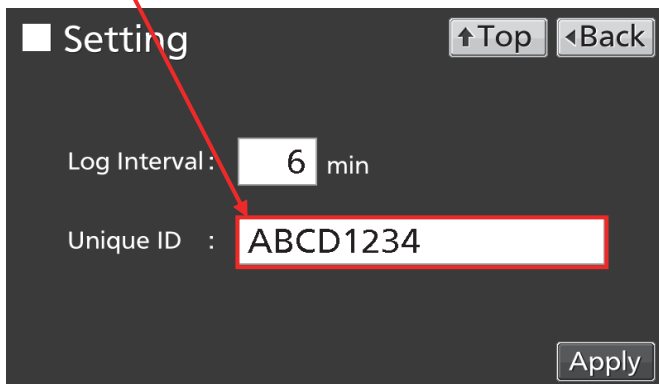 Setting
Top
Back
Log Interval: 6 min
Unique ID : ABCD1234
Apply